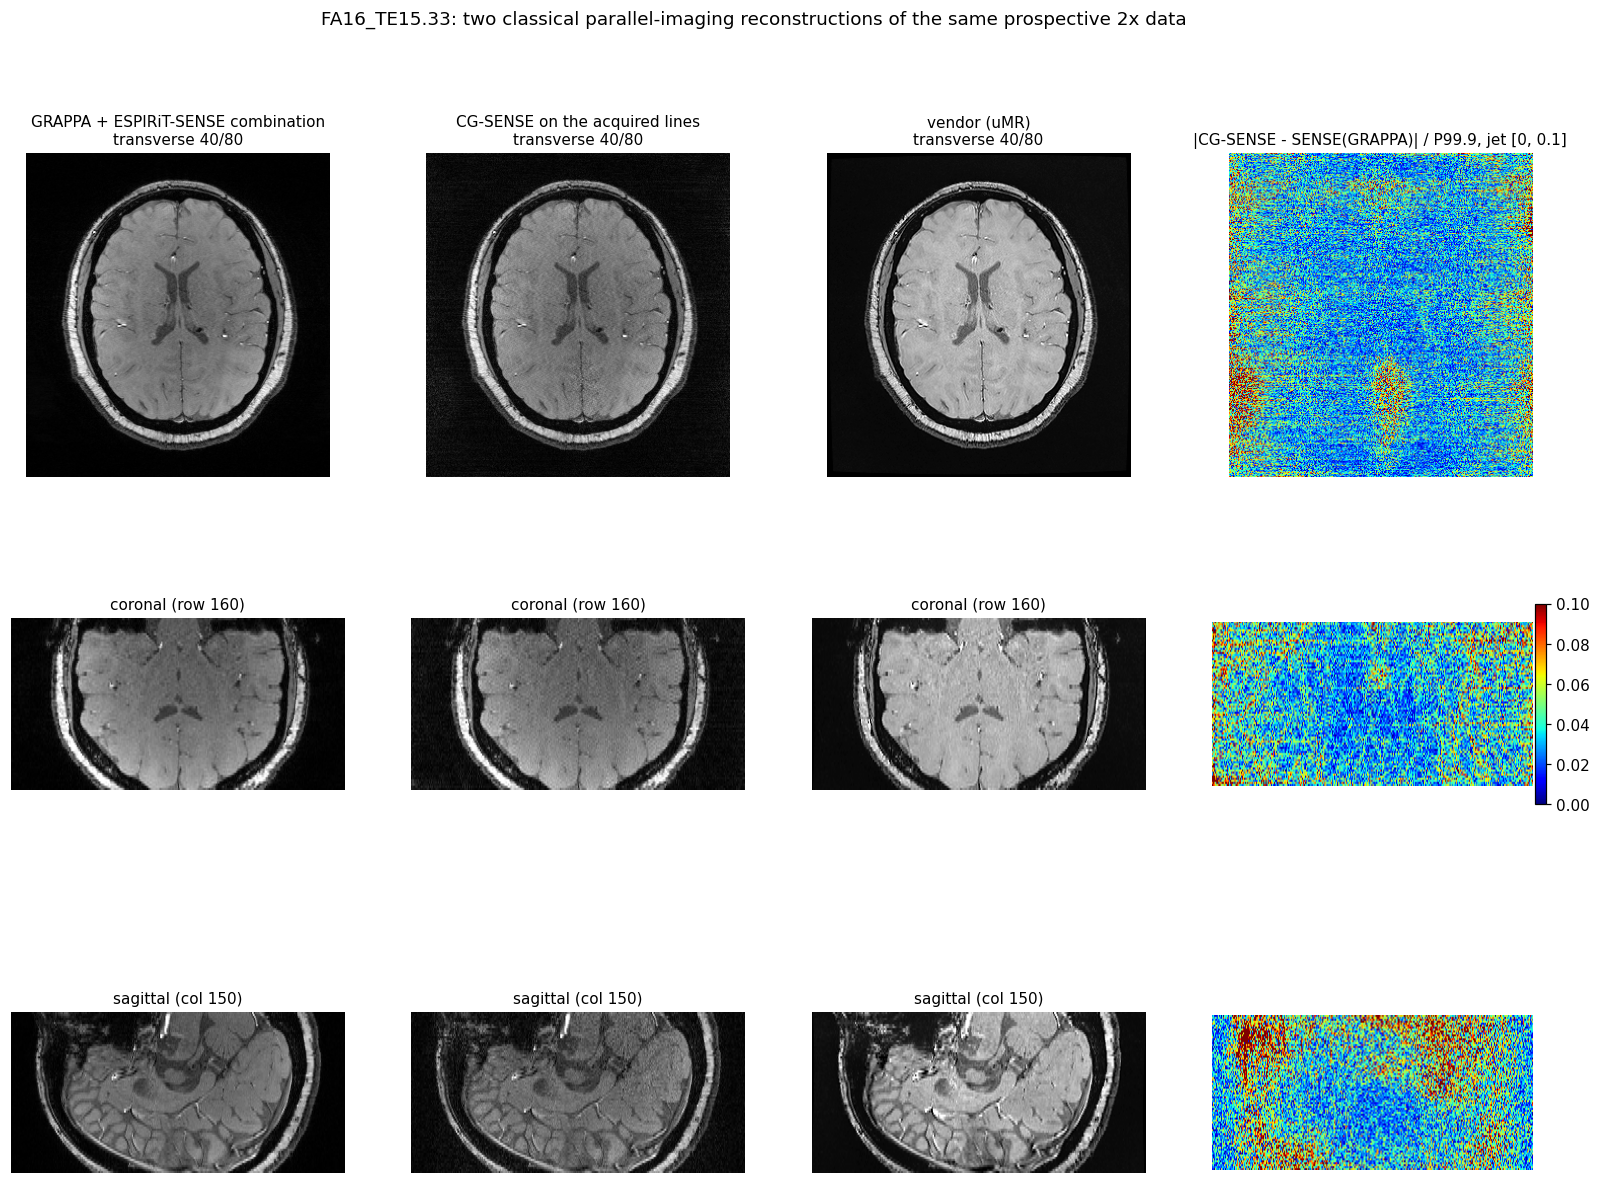 FA16_TE15.33: two classical parallel-imaging reconstructions of the same prospective 2x data
GRAPPA + ESPIRiT-SENSE combination
transverse 40/80
CG-SENSE on the acquired lines
transverse 40/80
vendor (uMR)
transverse 40/80
|CG-SENSE - SENSE(GRAPPA)| / P99.9, jet [0, 0.1]
coronal (row 160)
coronal (row 160)
coronal (row 160)
0.10
0.08
0.06
0.04
0.02
0.00
sagittal (col 150)
sagittal (col 150)
sagittal (col 150)